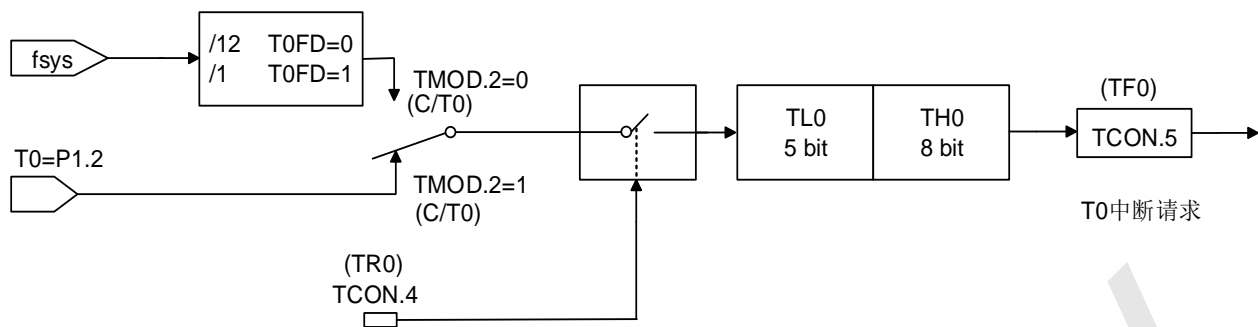 fsys
/12 T0FD=0
/1 T0FD=1
TMOD.2=0
(C/T0)
T0=P1.2
TMOD.2=1
(C/T0)
(TR0)
TCON.4
TL0
5 bit
TH0
8 bit
(TF0)
TCON.5
T0中断请求